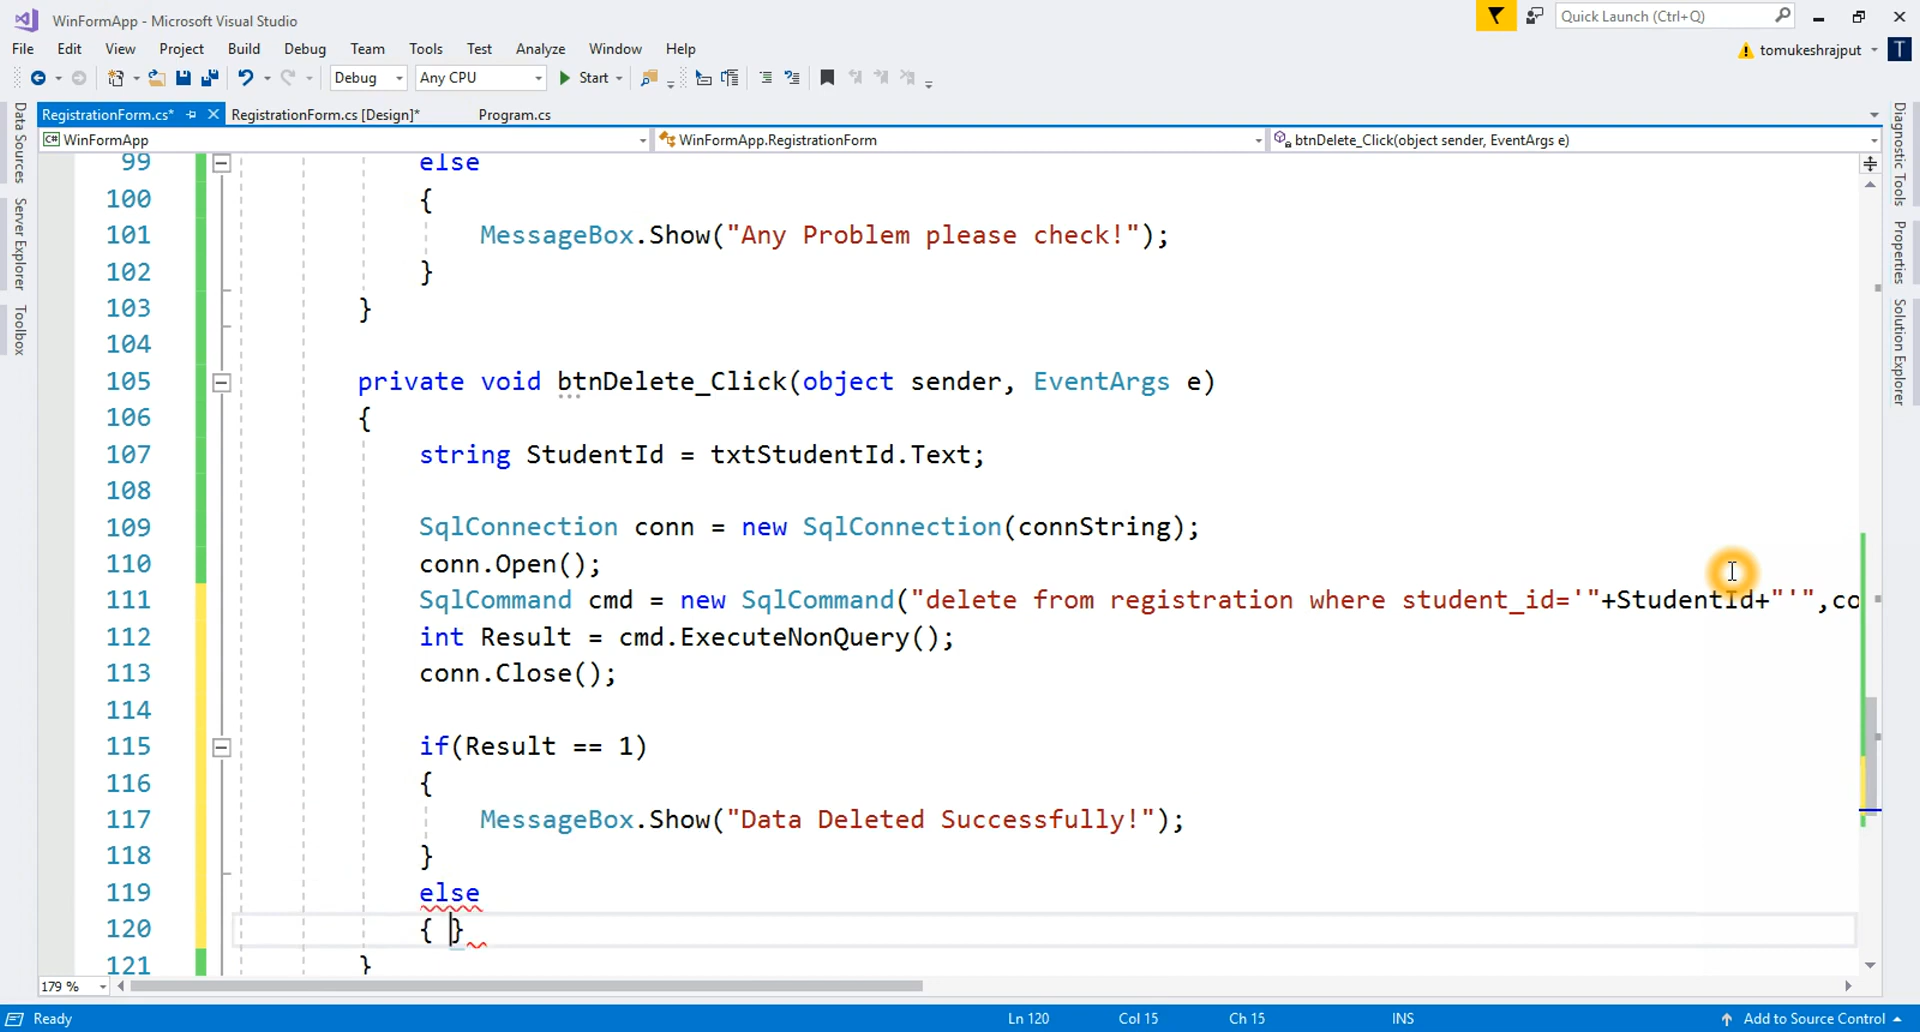 WinFormApp - Microsoft Visual Studio
Quick Launch (Ctrl+Q)
File Edit View Project Build Debug Team Tools Test Analyze Window Help
tomukeshrajput T
Debug Any CPU Start
RegistrationForm.cs* RegistrationForm.cs [Design]* Program.cs
C# WinFormApp WinFormApp.RegistrationForm btnDelete_Click(object sender, EventArgs e)
Data Sources
Server Explorer
Toolbox
99 else
100 {
101 MessageBox.Show("Any Problem please check!");
102 }
103 }
104
105 private void btnDelete_Click(object sender, EventArgs e)
106 {
107 string StudentId = txtStudentId.Text;
108
109 SqlConnection conn = new SqlConnection(connString);
110 conn.Open();
111 SqlCommand cmd = new SqlCommand("delete from registration where student_id='"+StudentId+"'",co
112 int Result = cmd.ExecuteNonQuery();
113 conn.Close();
114
115 if(Result == 1)
116 {
117 MessageBox.Show("Data Deleted Successfully!");
118 }
119 else
120 { }
121 }
Diagnostic Tools
Properties
Solution Explorer
179 %
Ready Ln 120 Col 15 Ch 15 INS Add to Source Control